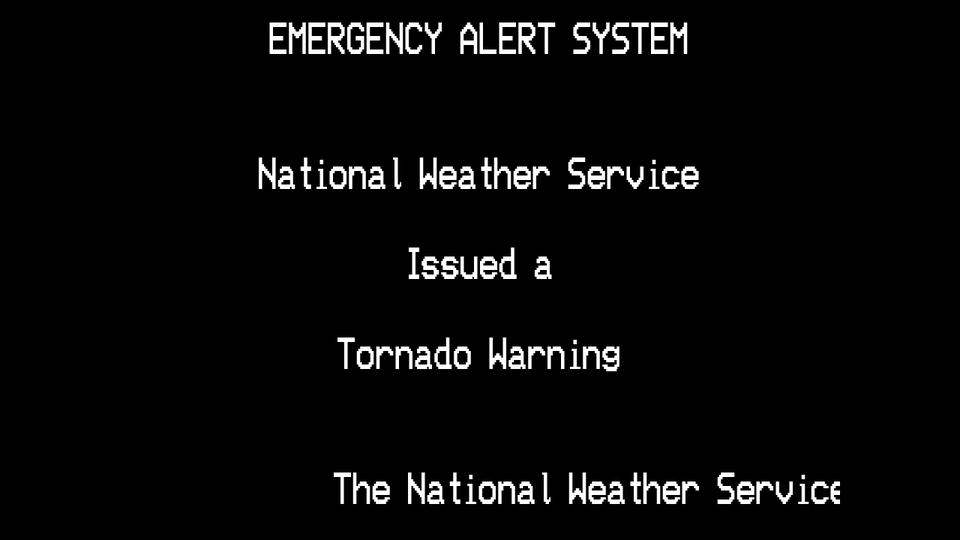 EMERGENCY ALERT SYSTEM
National Weather Service
Issued a
Tornado Warning
The National Weather Service